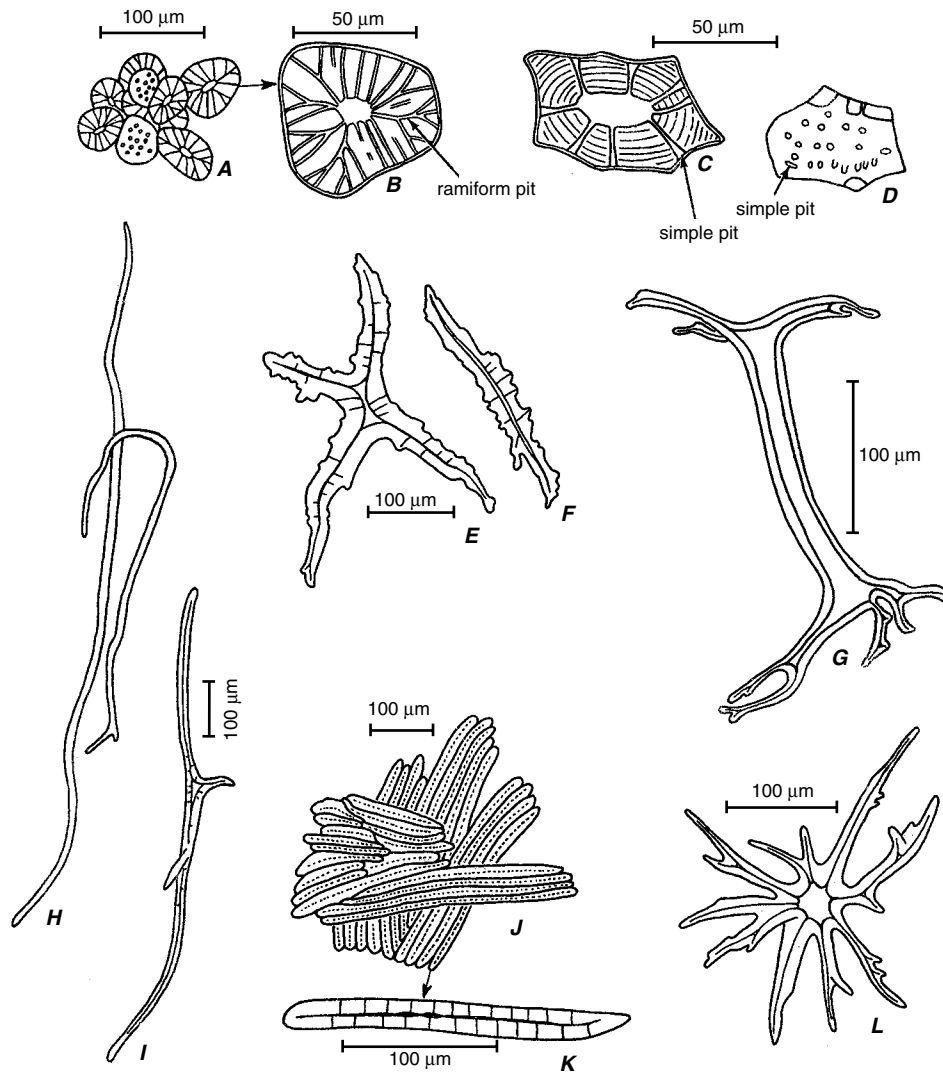 100 μm
50 μm
50 μm
A
B
ramiform pit
C
simple pit
simple pit
D
E
100 μm
F
100 μm
G
H
100 μm
I
100 μm
J
100 μm
K
100 μm
L